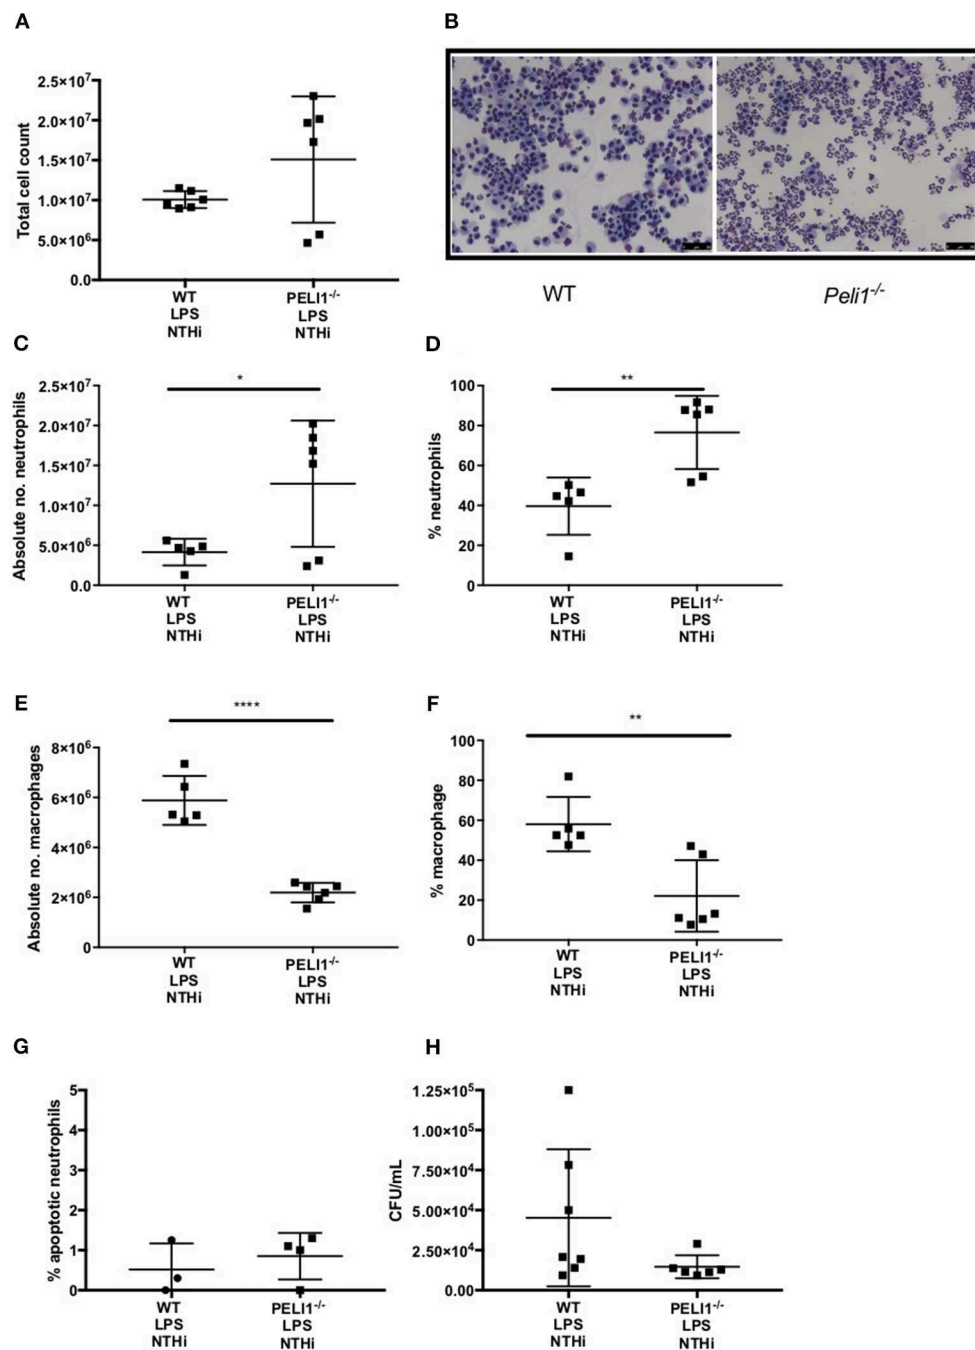 A
Total cell count
2.5×10⁷
2.0×10⁷
1.5×10⁷
1.0×10⁷
5.0×10⁶
0.0
WT
LPS
NTHi
PELI1⁻/⁻
LPS
NTHi
B
WT
Peli1⁻/⁻
C
Absolute no. neutrophils
2.5×10⁷
2.0×10⁷
1.5×10⁷
1.0×10⁷
5.0×10⁶
0.0
*
WT
LPS
NTHi
PELI1⁻/⁻
LPS
NTHi
D
% neutrophils
100
80
60
40
20
0
**
WT
LPS
NTHi
PELI1⁻/⁻
LPS
NTHi
E
Absolute no. macrophages
8×10⁶
6×10⁶
4×10⁶
2×10⁶
0
****
WT
LPS
NTHi
PELI1⁻/⁻
LPS
NTHi
F
% macrophage
100
80
60
40
20
0
**
WT
LPS
NTHi
PELI1⁻/⁻
LPS
NTHi
G
% apoptotic neutrophils
5
4
3
2
1
0
WT
LPS
NTHi
PELI1⁻/⁻
LPS
NTHi
H
CFU/mL
1.25×10⁵
1.00×10⁵
7.50×10⁴
5.00×10⁴
2.50×10⁴
0.00
WT
LPS
NTHi
PELI1⁻/⁻
LPS
NTHi